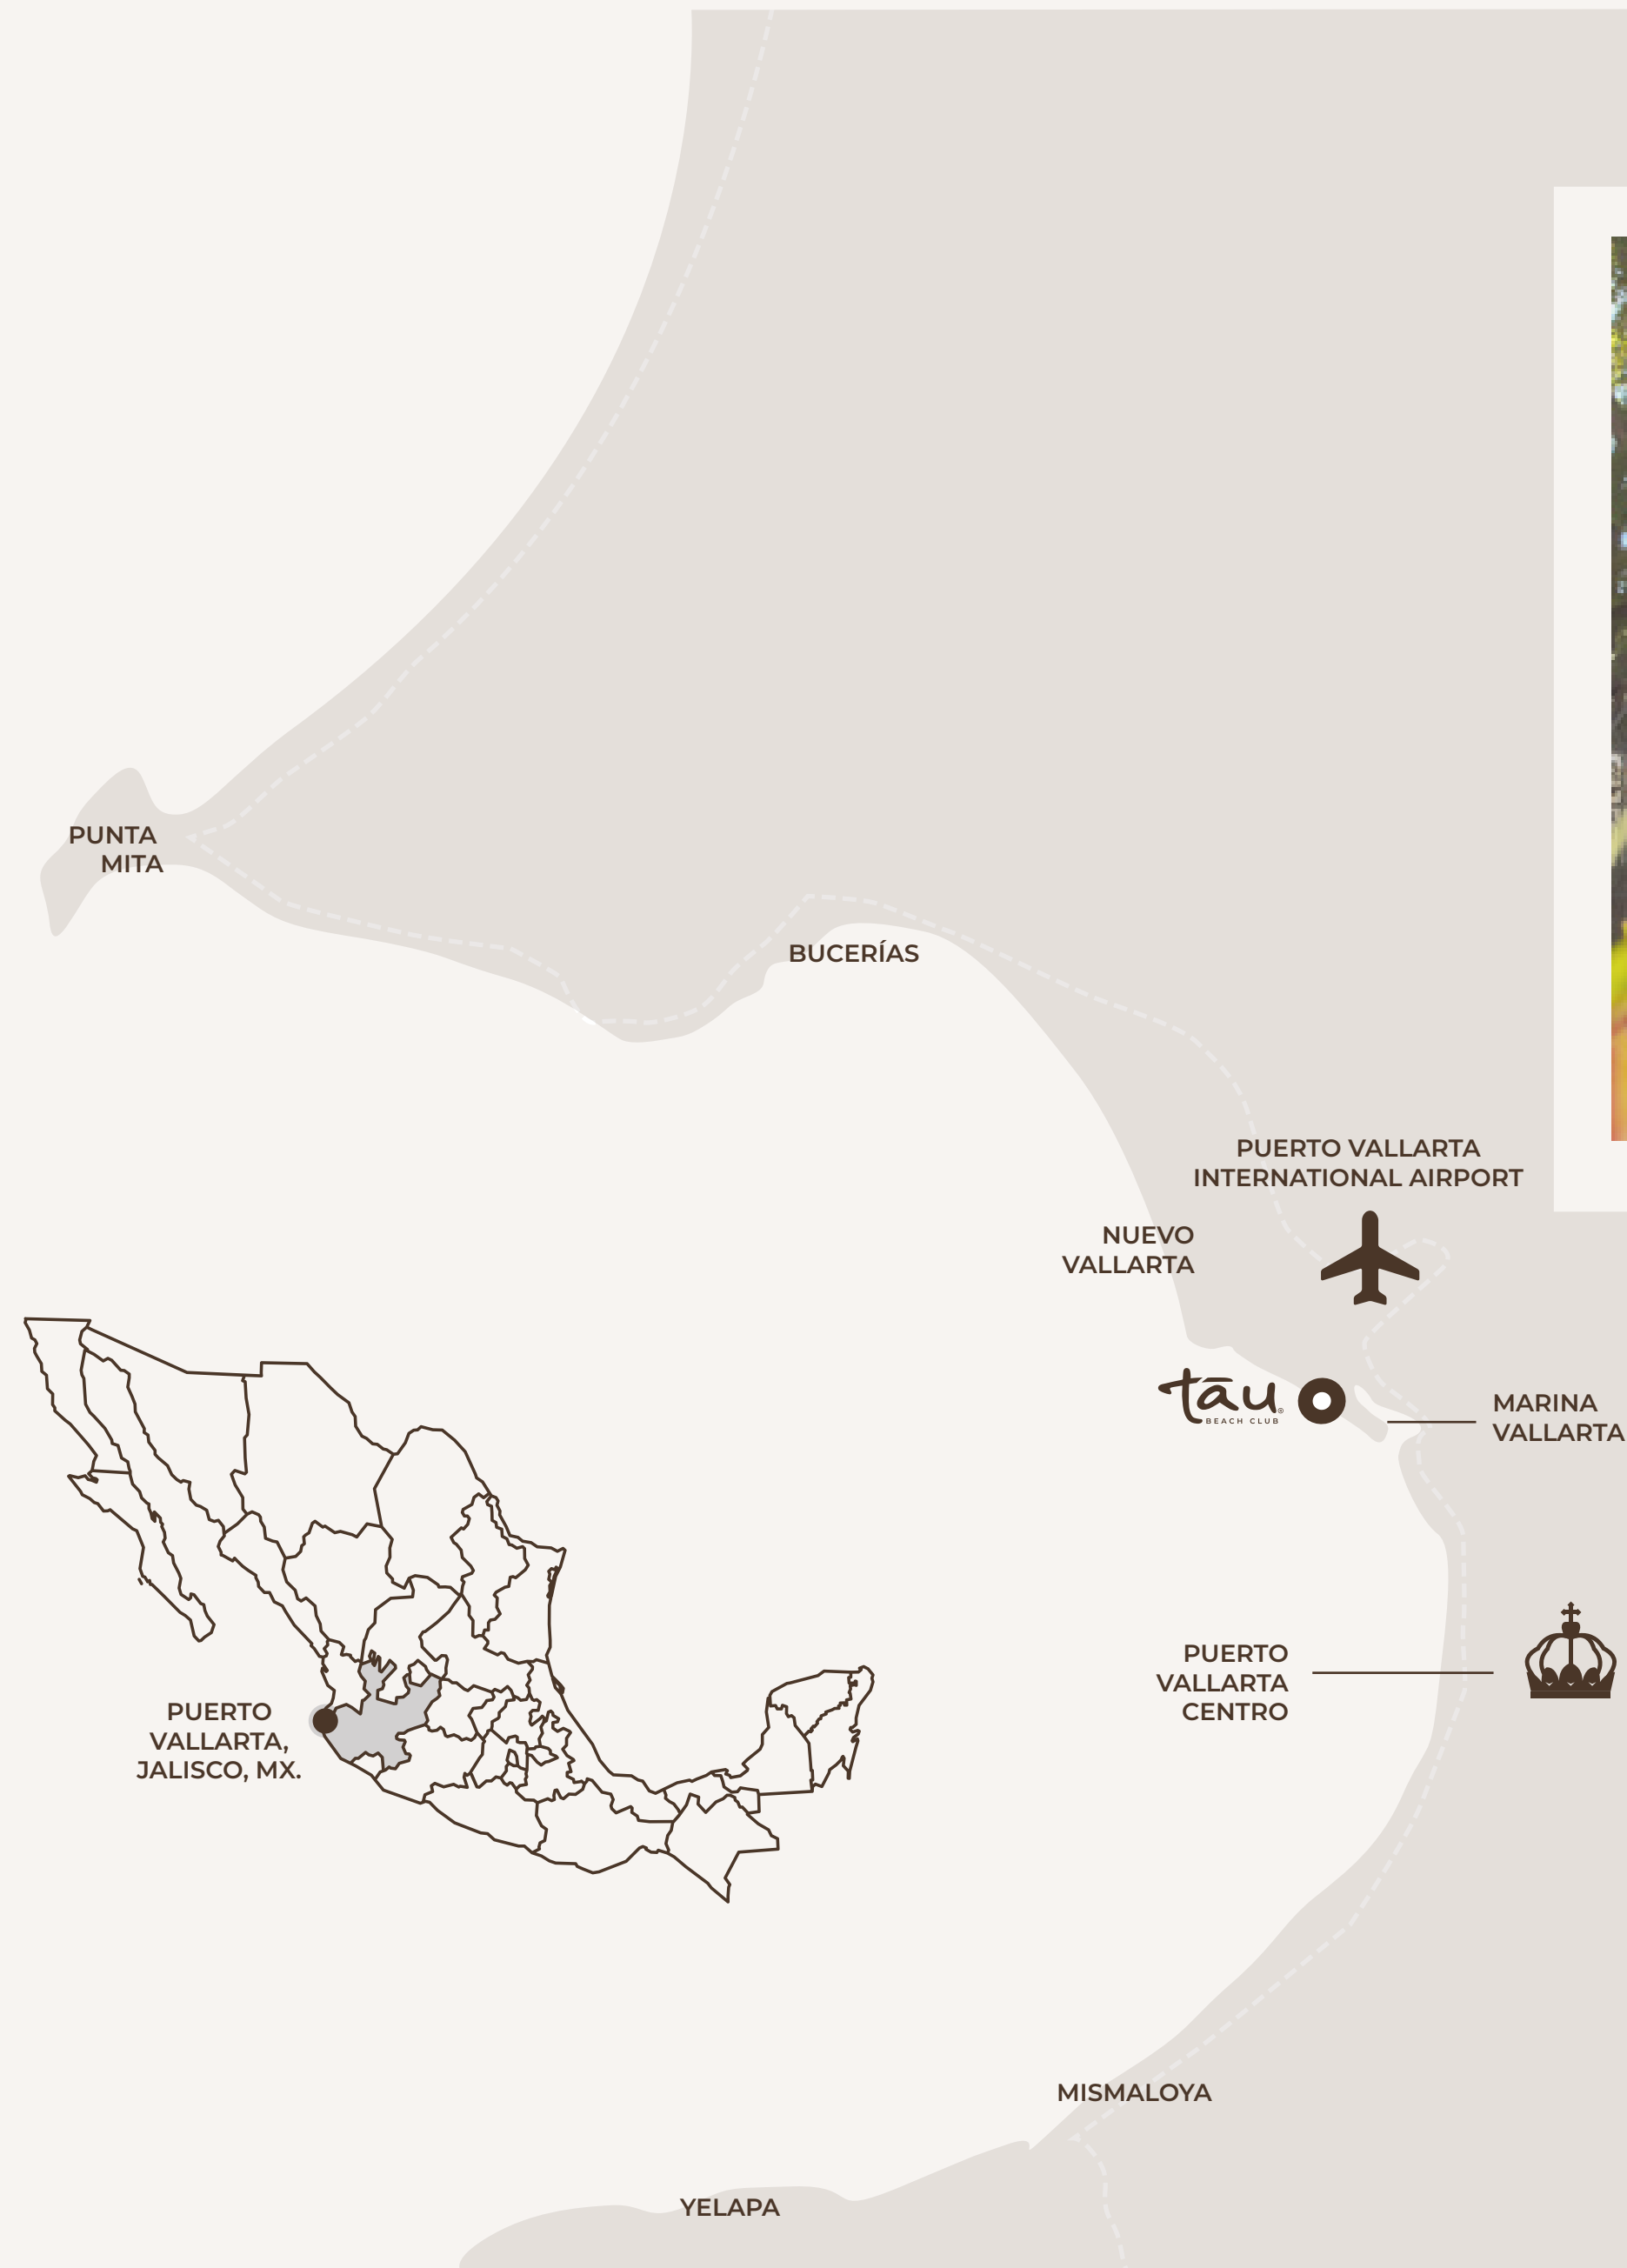 PUNTA
MITA
BUCERÍAS
PUERTO VALLARTA
INTERNATIONAL AIRPORT
NUEVO
VALLARTA
tāu®
BEACH CLUB
MARINA
VALLARTA
PUERTO
VALLARTA
CENTRO
PUERTO
VALLARTA,
JALISCO, MX.
MISMALOYA
YELAPA